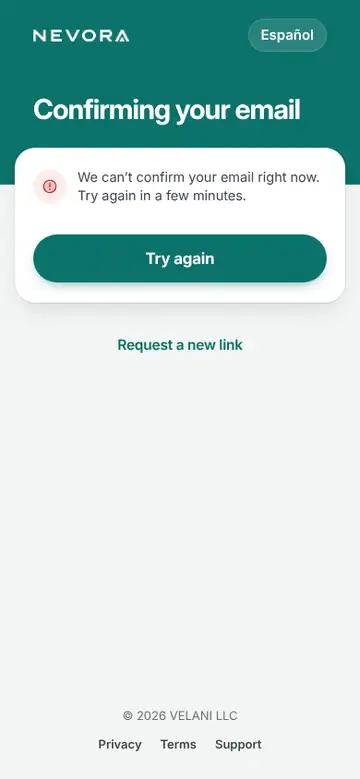 NEVORA
Español
Confirming your email
We can’t confirm your email right now.
Try again in a few minutes.
Try again
Request a new link
© 2026 VELANI LLC
Privacy Terms Support